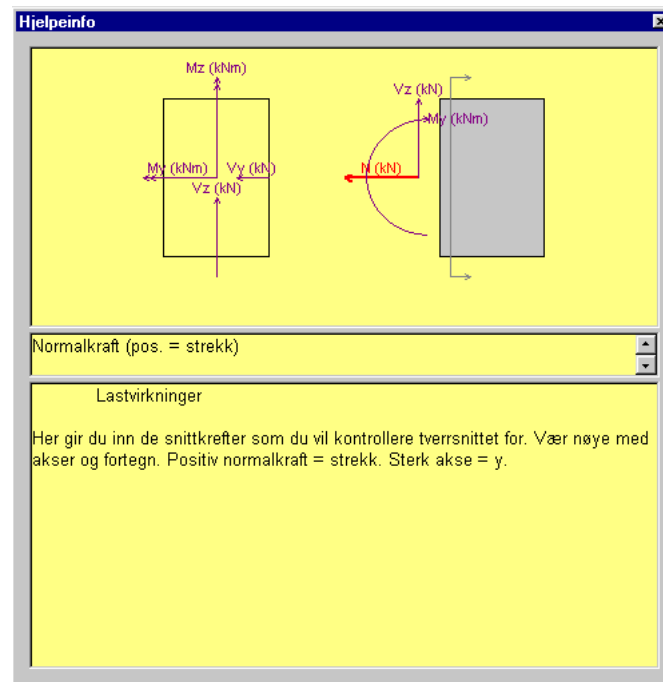 Hjelpeinfo
Mz (kNm)
My (kNm)
Vy (kN)
Vz (kN)
Vz (kN)
My (kNm)
N (kN)
Normalkraft (pos. = strekk)
Lastvirkninger
Her gir du inn de snittkrefter som du vil kontrollere tverrsnittet for. Vær nøye med
akser og fortegn. Positiv normalkraft = strekk. Sterk akse = y.